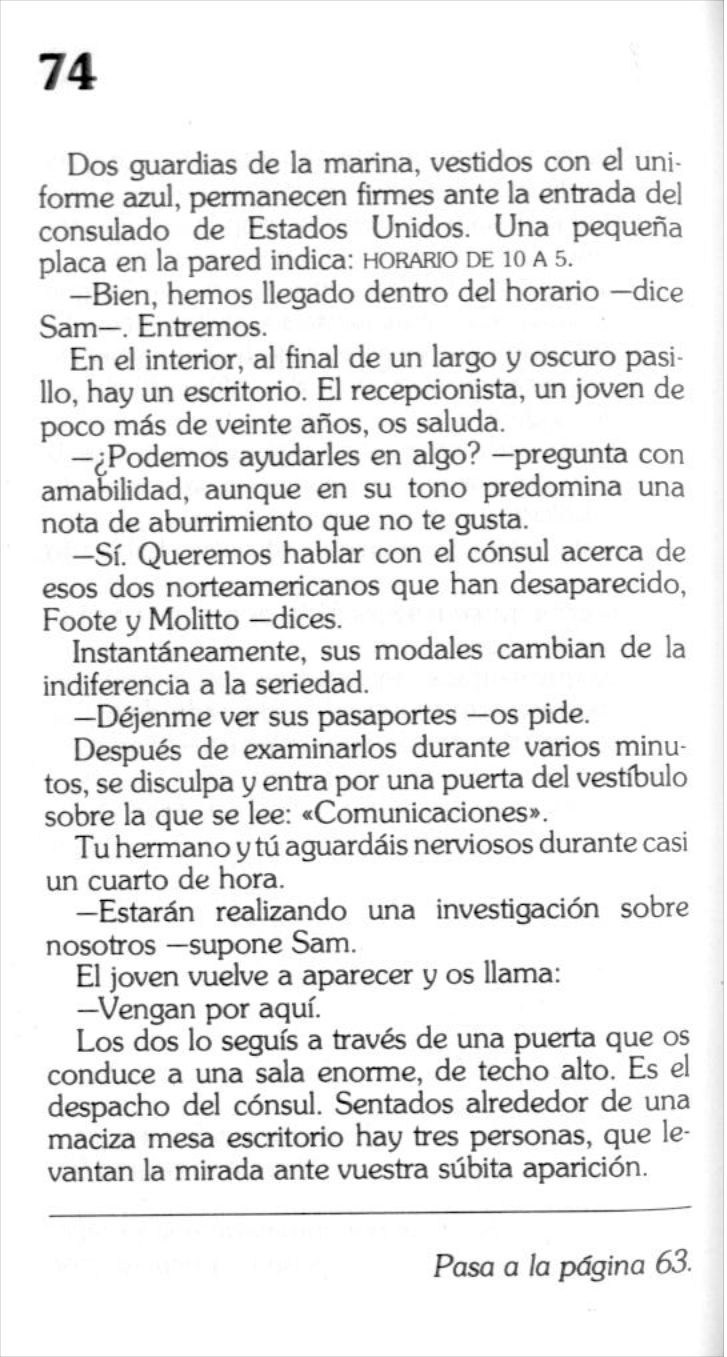 74
Dos guardias de la marina, vestidos con el uni-
forme azul, permanecen firmes ante la entrada del
consulado de Estados Unidos. Una pequeña
placa en la pared indica: HORARIO DE 10 A 5.
—Bien, hemos llegado dentro del horario —dice
Sam—. Entremos.
En el interior, al final de un largo y oscuro pasi-
llo, hay un escritorio. El recepcionista, un joven de
poco más de veinte años, os saluda.
—¿Podemos ayudarles en algo? —pregunta con
amabilidad, aunque en su tono predomina una
nota de aburrimiento que no te gusta.
—Sí. Queremos hablar con el cónsul acerca de
esos dos norteamericanos que han desaparecido,
Foote y Molitto —dices.
Instantáneamente, sus modales cambian de la
indiferencia a la seriedad.
—Déjenme ver sus pasaportes —os pide.
Después de examinarlos durante varios minu-
tos, se disculpa y entra por una puerta del vestíbulo
sobre la que se lee: «Comunicaciones».
Tu hermano y tú aguardáis nerviosos durante casi
un cuarto de hora.
—Estarán realizando una investigación sobre
nosotros —supone Sam.
El joven vuelve a aparecer y os llama:
—Vengan por aquí.
Los dos lo seguís a través de una puerta que os
conduce a una sala enorme, de techo alto. Es el
despacho del cónsul. Sentados alrededor de una
maciza mesa escritorio hay tres personas, que le-
vantan la mirada ante vuestra súbita aparición.
Pasa a la página 63.